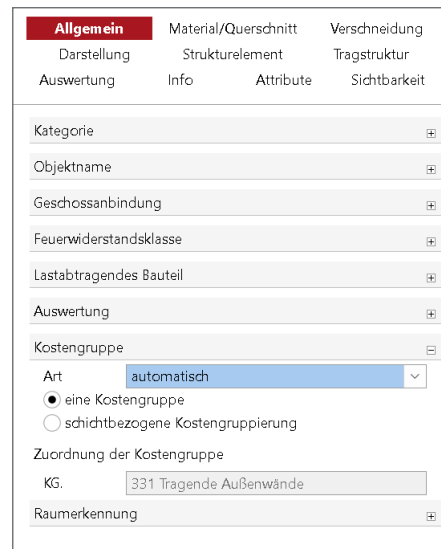 Allgemein Material/Querschnitt Verschneidung
Darstellung Strukturelement Tragstruktur
Auswertung Info Attribute Sichtbarkeit
Kategorie
Objektname
Geschossanbindung
Feuerwiderstandsklasse
Lastabtragendes Bauteil
Auswertung
Kostengruppe
Art automatisch
eine Kostengruppe
schichtbezogene Kostengruppierung
Zuordnung der Kostengruppe
KG. 331 Tragende Außenwände
Raumerkennung